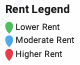 Rent Legend
Lower Rent
Moderate Rent
Higher Rent